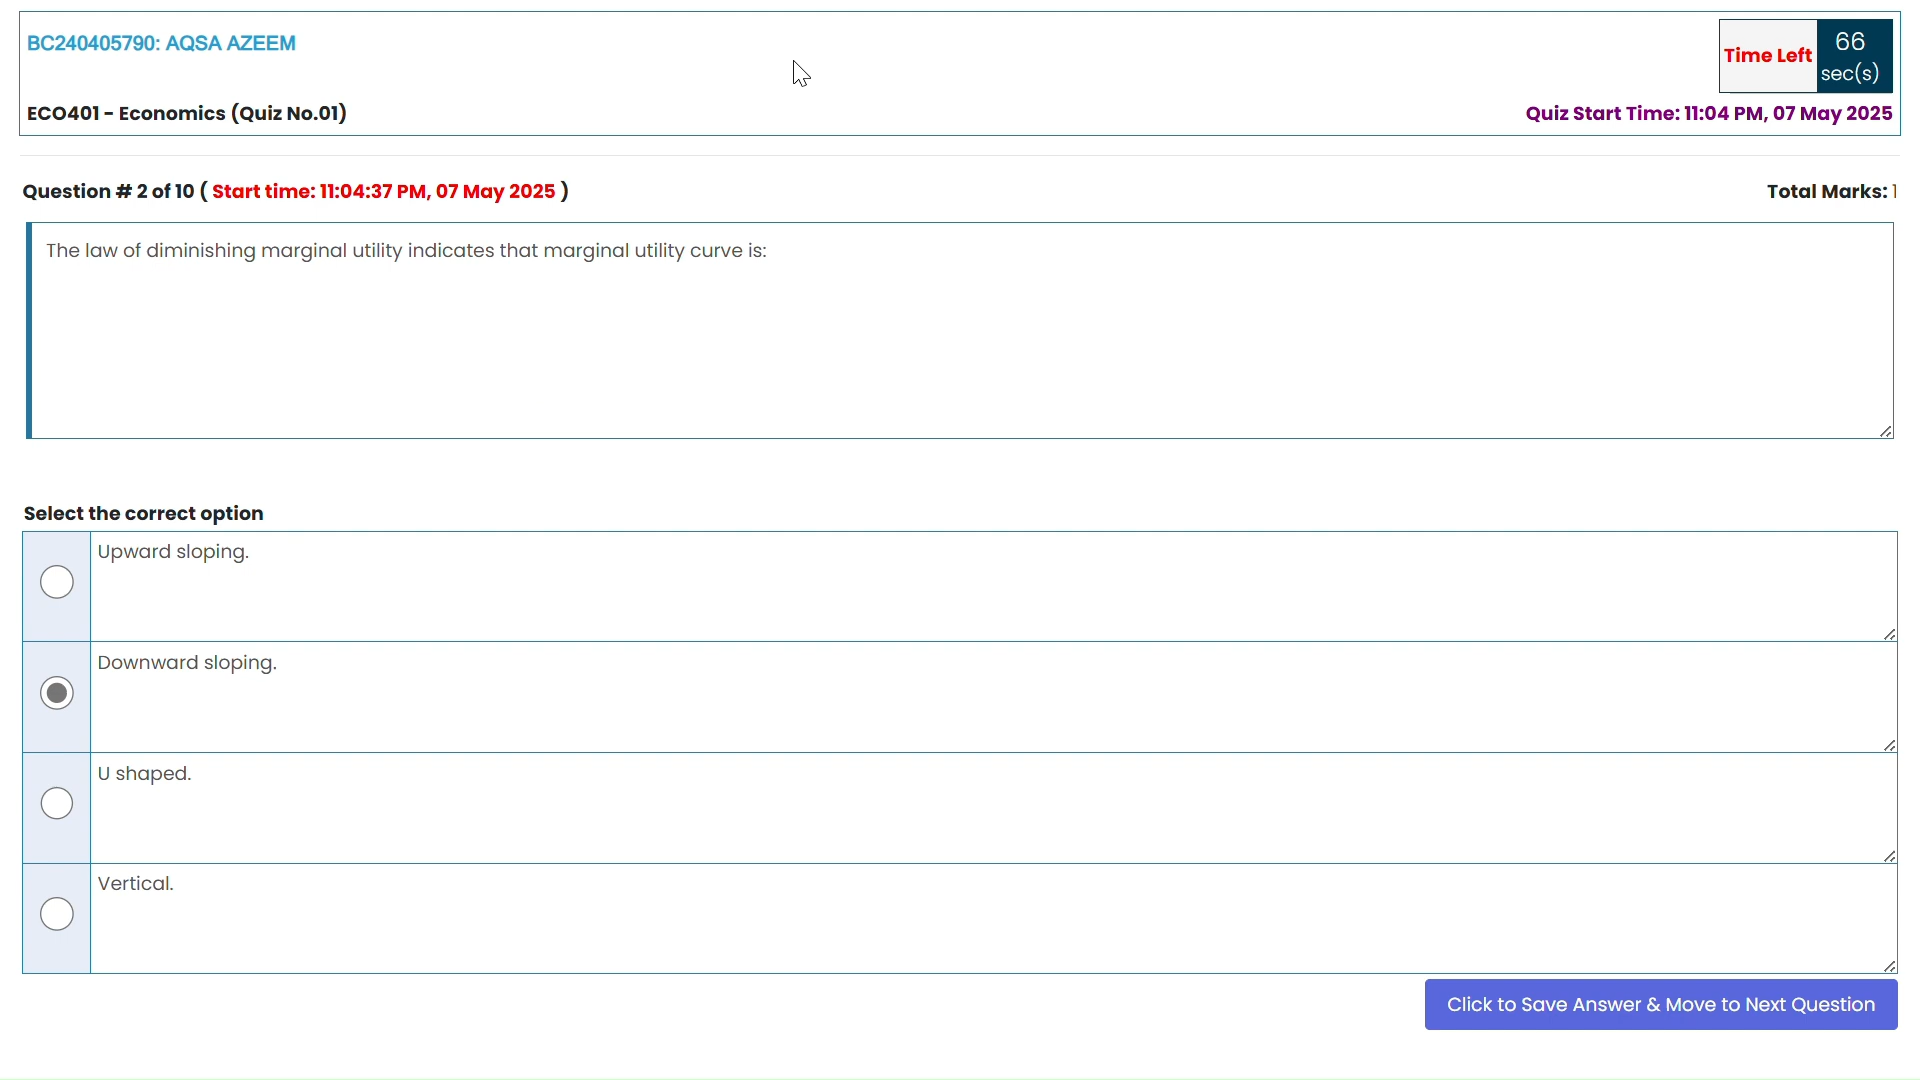 BC240405790: AQSA AZEEM
Time Left
66
sec(s)
ECO401 - Economics (Quiz No.01)
Quiz Start Time: 11:04 PM, 07 May 2025
Question # 2 of 10 ( Start time: 11:04:37 PM, 07 May 2025 )
Total Marks: 1
The law of diminishing marginal utility indicates that marginal utility curve is:
Select the correct option
Upward sloping.
Downward sloping.
U shaped.
Vertical.
Click to Save Answer & Move to Next Question